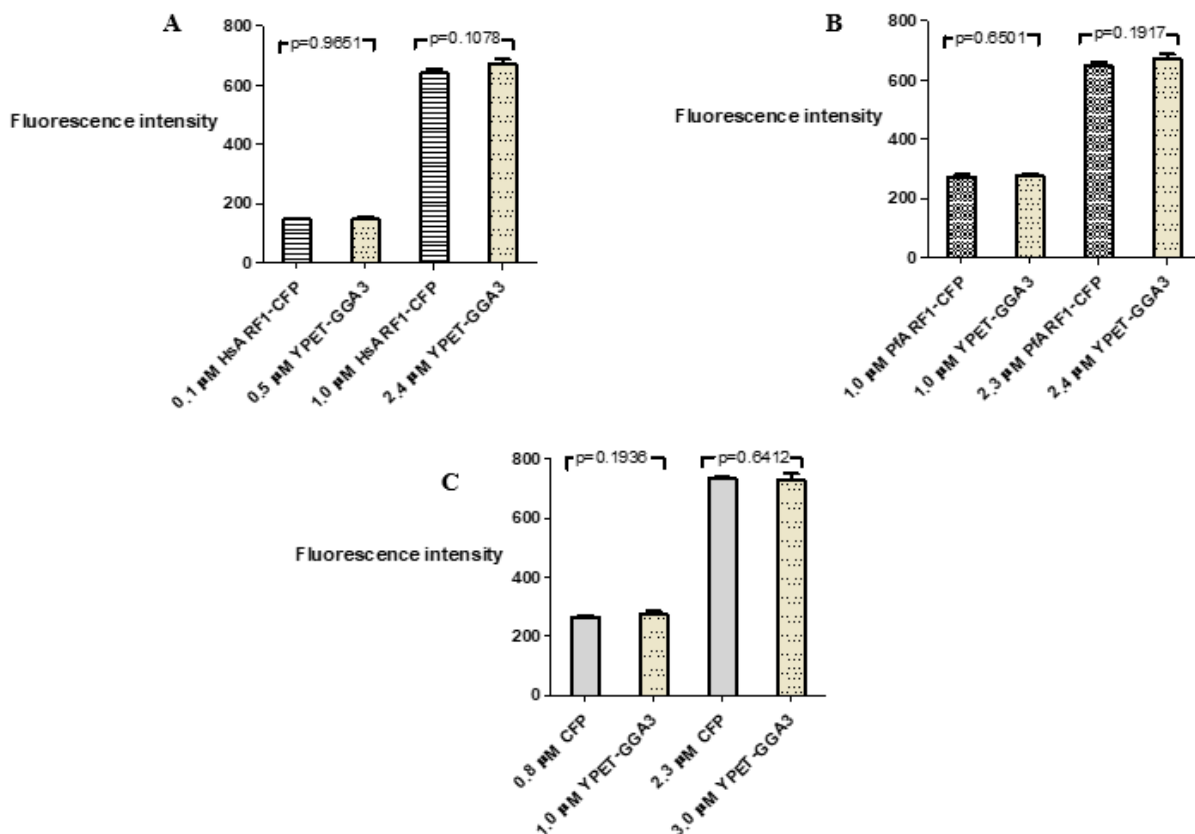 A
800
600
400
200
0
Fluorescence intensity
p=0.9651
p=0.1078
0.1 µM HsARF1-CFP
0.5 µM YPET-GGA3
1.0 µM HsARF1-CFP
2.4 µM YPET-GGA3
B
800
600
400
200
0
Fluorescence intensity
p=0.6501
p=0.1917
1.0 µM PfARF1-CFP
1.0 µM YPET-GGA3
2.3 µM PfARF1-CFP
2.4 µM YPET-GGA3
C
800
600
400
200
0
Fluorescence intensity
p=0.1936
p=0.6412
0.8 µM CFP
1.0 µM YPET-GGA3
2.3 µM CFP
3.0 µM YPET-GGA3